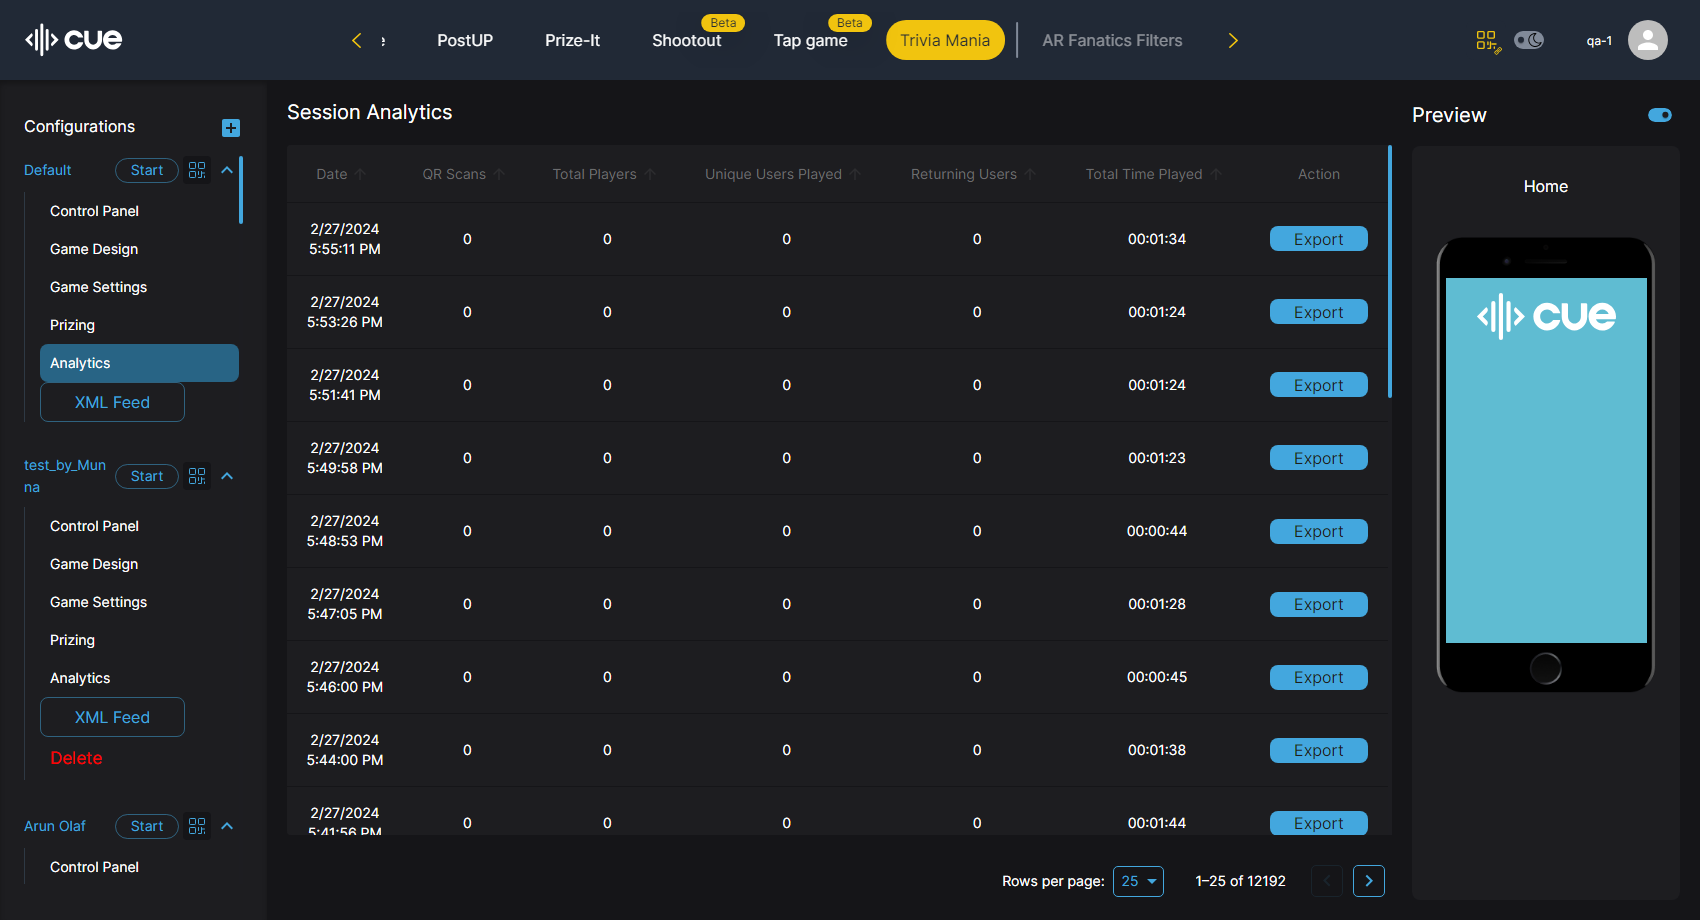 cue
PostUP
Prize-It
Beta
Shootout
Beta
Tap game
Trivia Mania
AR Fanatics Filters
qa-1
Configurations
Default
Start
Control Panel
Game Design
Game Settings
Prizing
Analytics
XML Feed
test_by_Mun
na
Start
Control Panel
Game Design
Game Settings
Prizing
Analytics
XML Feed
Delete
Arun Olaf
Start
Control Panel
Session Analytics
Date QR Scans Total Players Unique Users Played Returning Users Total Time Played Action
2/27/2024
5:55:11 PM
0 0 0 0 00:01:34 Export
2/27/2024
5:53:26 PM
0 0 0 0 00:01:24 Export
2/27/2024
5:51:41 PM
0 0 0 0 00:01:24 Export
2/27/2024
5:49:58 PM
0 0 0 0 00:01:23 Export
2/27/2024
5:48:53 PM
0 0 0 0 00:00:44 Export
2/27/2024
5:47:05 PM
0 0 0 0 00:01:28 Export
2/27/2024
5:46:00 PM
0 0 0 0 00:00:45 Export
2/27/2024
5:44:00 PM
0 0 0 0 00:01:38 Export
2/27/2024
5:41:56 PM
0 0 0 0 00:01:44 Export
Rows per page: 25 1–25 of 12192
Preview
Home
cue